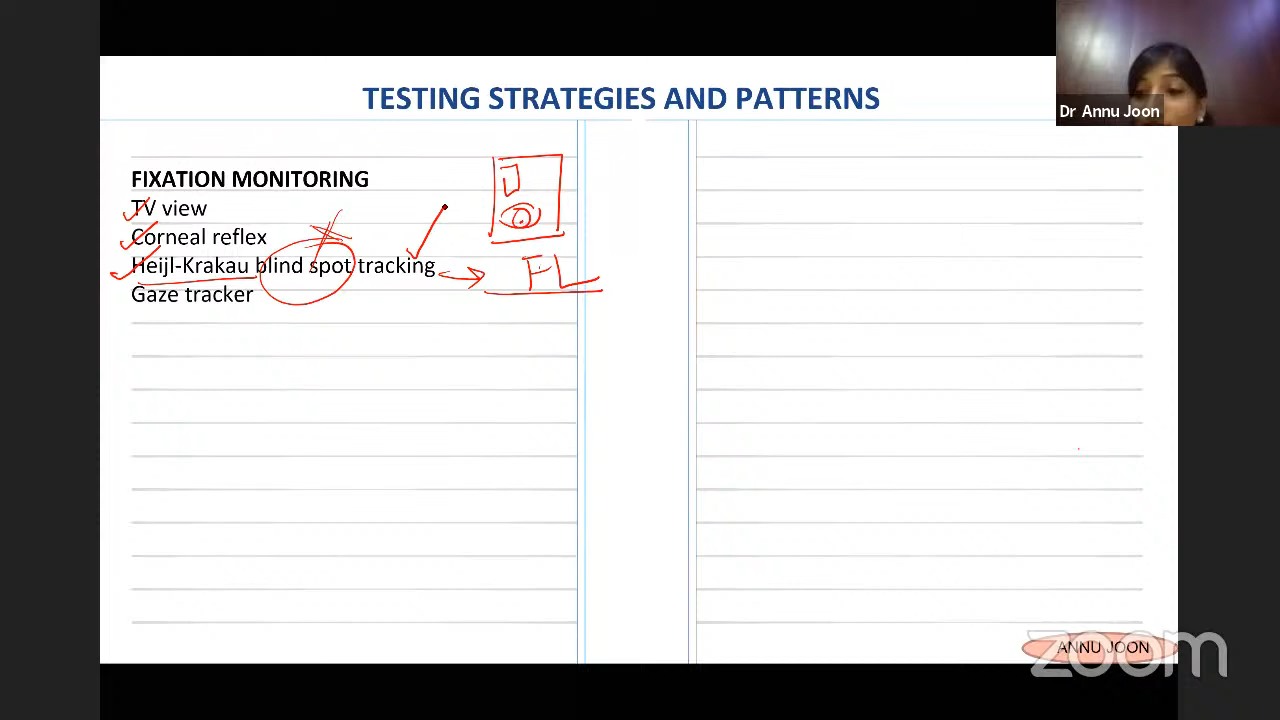 TESTING STRATEGIES AND PATTERNS
Dr Annu Joon
FIXATION MONITORING
TV view
Corneal reflex
Heijl-Krakau blind spot tracking
FL
Gaze tracker
ANNU JOON
zoom